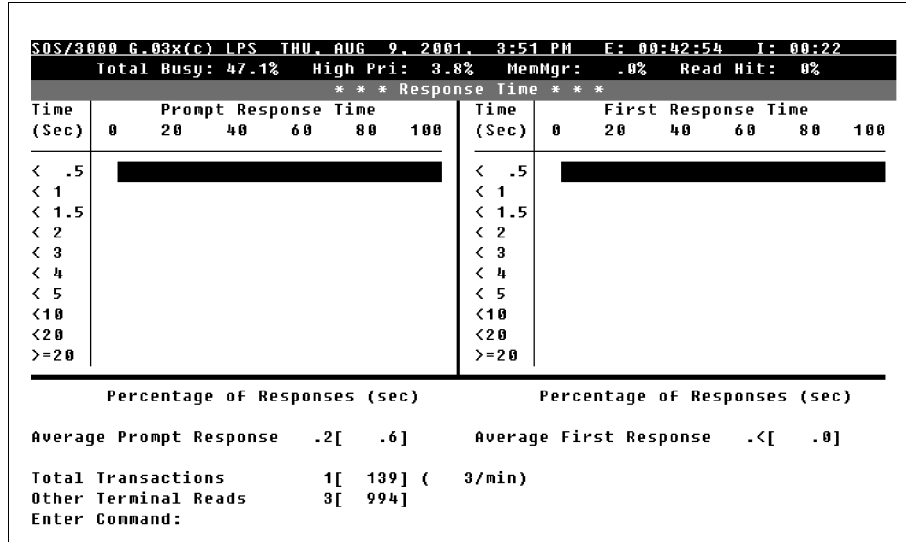 SOS/3000 G.03x(c) LPS THU, AUG 9, 2001, 3:51 PM E: 00:42:54 I: 00:22
Total Busy: 47.1% High Pri: 3.8% MemMgr: .0% Read Hit: 0%
* * * Response Time * * *
Time Prompt Response Time Time First Response Time
(Sec) 0 20 40 60 80 100 (Sec) 0 20 40 60 80 100
< .5 < .5
< 1 < 1
< 1.5 < 1.5
< 2 < 2
< 3 < 3
< 4 < 4
< 5 < 5
<10 <10
<20 <20
>=20 >=20
Percentage of Responses (sec) Percentage of Responses (sec)
Average Prompt Response .2[ .6] Average First Response .<[ .0]
Total Transactions 1[ 139] ( 3/min)
Other Terminal Reads 3[ 994]
Enter Command: